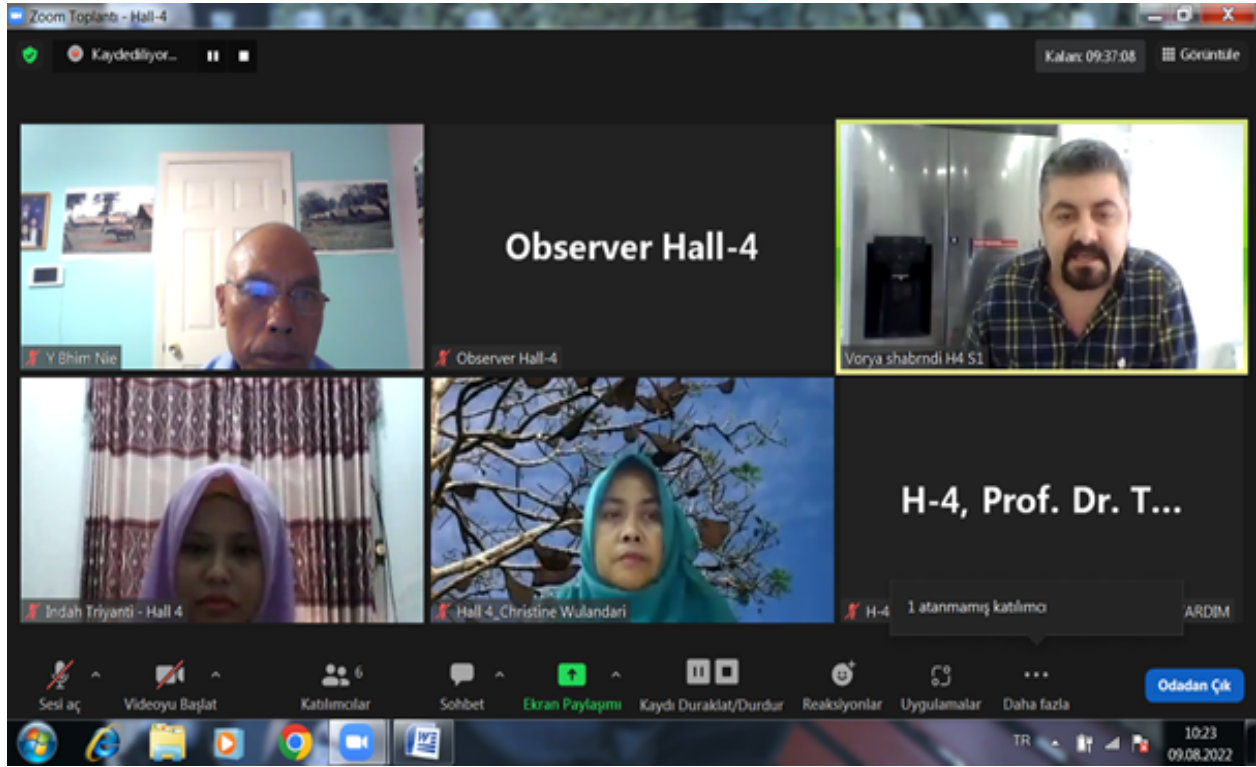 Zoom Toplantı - Hall-4
Kaydediliyor...
Kalan: 09:37:08
Görüntüle
Y Bhim Nie
Observer Hall-4
Observer Hall-4
Vorya shabrndi H4 S1
Indah Triyanti - Hall 4
Hall 4_Christine Wulandari
H-4, Prof. Dr. T...
H-4
ARDIM
1 atanmamış katılımcı
Sesi aç
Videoyu Başlat
6
Katılımcılar
Sohbet
Ekran Paylaşımı
Kaydı Duraklat/Durdur
Reaksiyonlar
Uygulamalar
Daha fazla
Odadan Çık
TR
10:23
09.08.2022